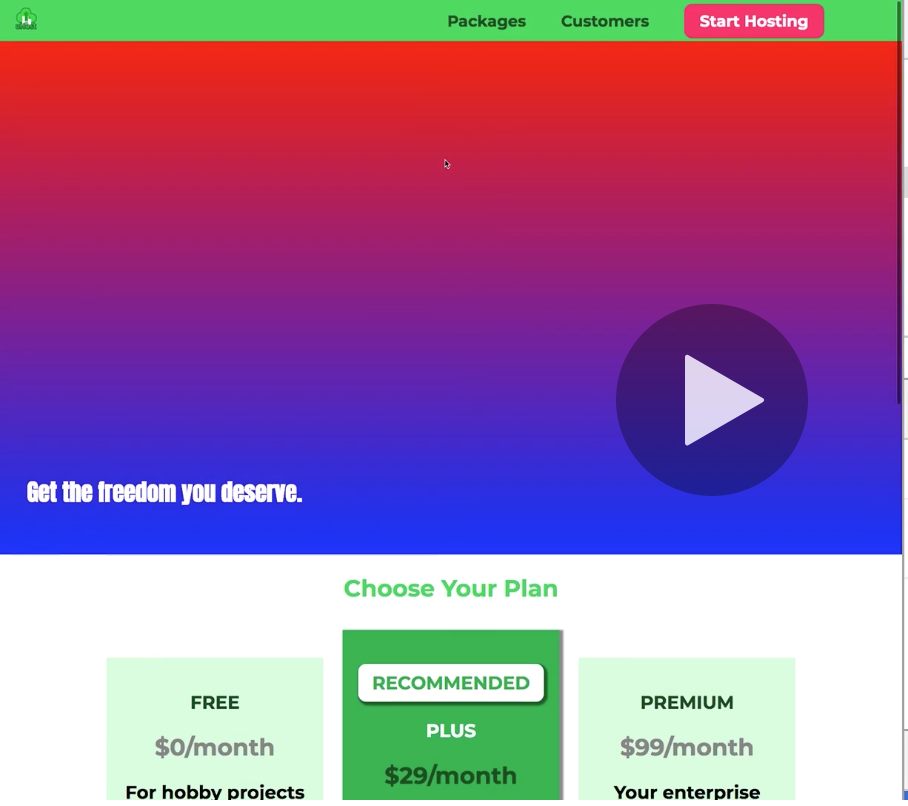 Packages Customers Start Hosting
Get the freedom you deserve.
Choose Your Plan
FREE
$0/month
For hobby projects
RECOMMENDED
PLUS
$29/month
PREMIUM
$99/month
Your enterprise